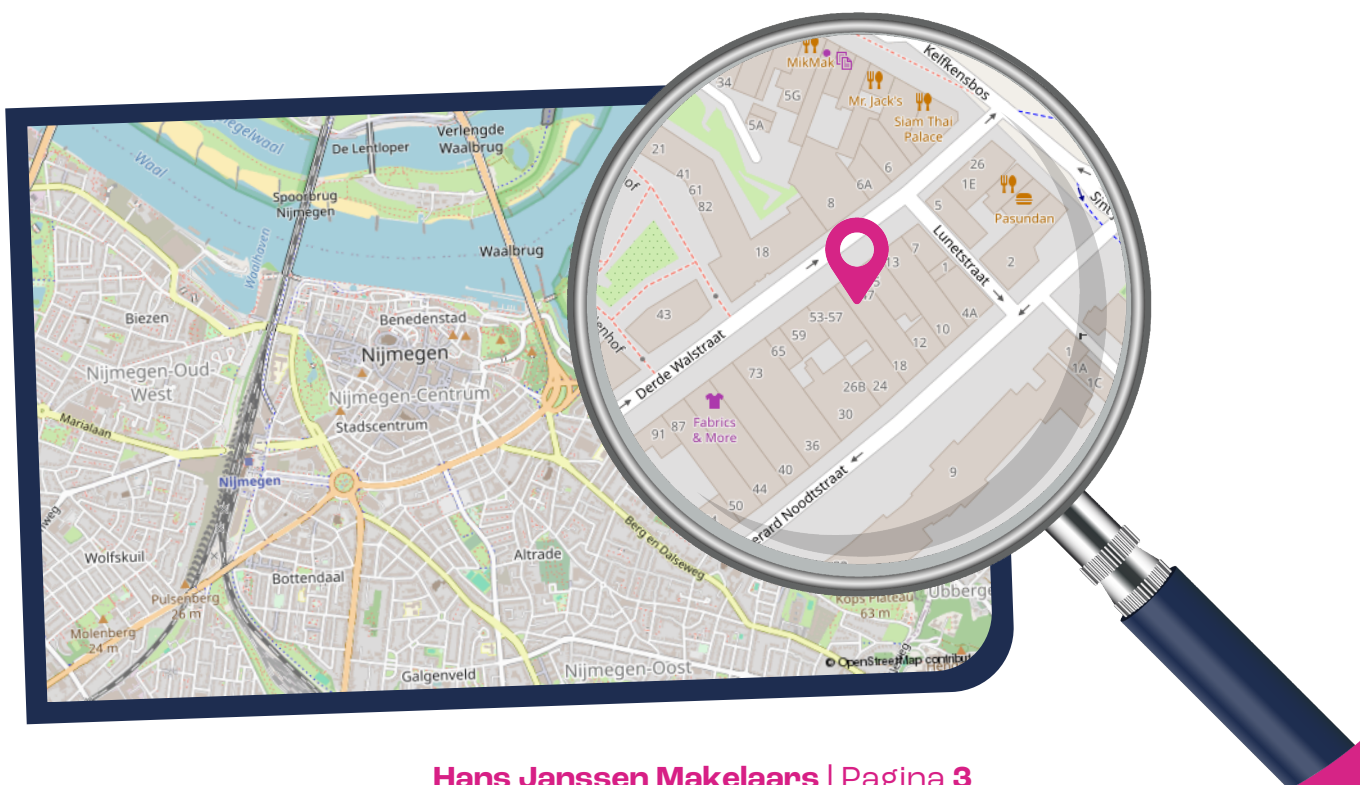 Verlengde
Waalbrug
De Lentloper
Waal
Spoorbrug
Nijmegen
Waalhaven
Waalbrug
Biezen
Benedenstad
Nijmegen
Nijmegen-Oud-
West
Nijmegen-Centrum
Stadscentrum
Marialaan
Nijmegen
Wolfskuil
Bottendaal
Altrade
Berg en Dalseweg
Pulsenberg
26 m
Molenberg
24 m
Galgenveld
Nijmegen-Oost
Kops Plateau
63 m
Ubberge
© OpenStreetMap contribut
MikMak
Kelfkensbos
34
5G
Mr. Jack's
Siam Thai
Palace
5A
21
41
61
82
6
6A
8
26
1E
5
Pasundan
Sint J
Lunetstraat
18
7
13
1
2
43
53-57
59
65
73
4A
10
12
18
26B
24
30
36
40
44
50
91
87
Derde Walstraat
Fabrics
& More
erard Noodtstraat
9
1A
1C
Hans Janssen Makelaars | Pagina 3